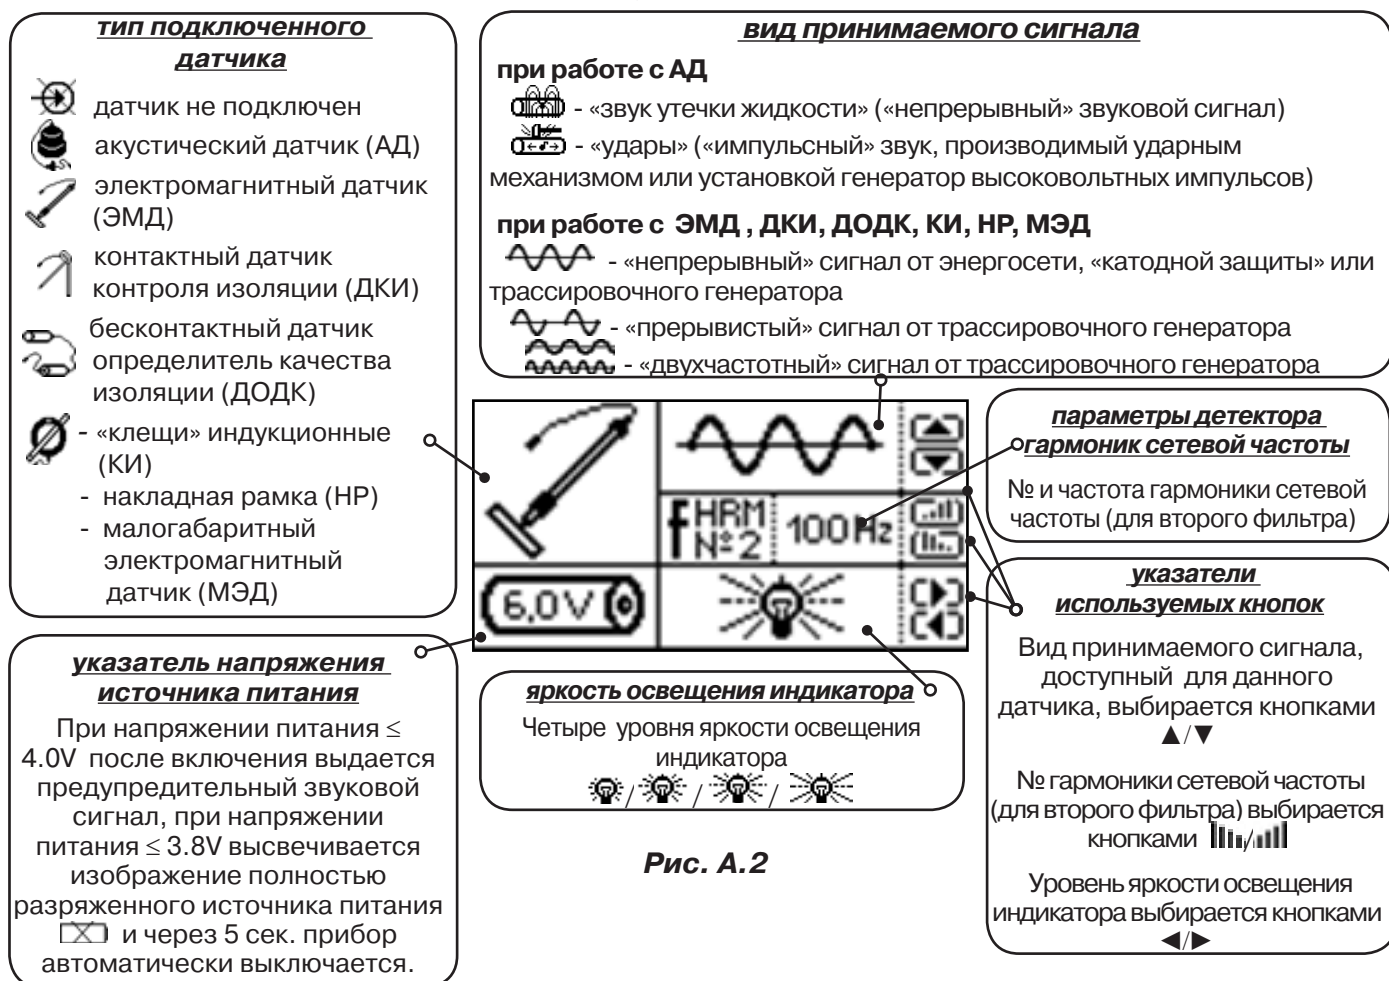 тип подключенного
датчика
датчик не подключен
акустический датчик (АД)
электромагнитный датчик
(ЭМД)
контактный датчик
контроля изоляции (ДКИ)
бесконтактный датчик
определитель качества
изоляции (ДОДК)
- «клещи» индукционные
(КИ)
- накладная рамка (НР)
- малогабаритный
электромагнитный
датчик (МЭД)
вид принимаемого сигнала
при работе с АД
- «звук утечки жидкости» («непрерывный» звуковой сигнал)
- «удары» («импульсный» звук, производимый ударным
механизмом или установкой генератор высоковольтных импульсов)
при работе с ЭМД , ДКИ, ДОДК, КИ, НР, МЭД
- «непрерывный» сигнал от энергосети, «катодной защиты» или
трассировочного генератора
- «прерывистый» сигнал от трассировочного генератора
- «двухчастотный» сигнал от трассировочного генератора
f HRM №2 100 Hz
6,0V
параметры детектора
гармоник сетевой частоты
№ и частота гармоники сетевой
частоты (для второго фильтра)
указатели
используемых кнопок
Вид принимаемого сигнала,
доступный для данного
датчика, выбирается кнопками
▲/▼
№ гармоники сетевой частоты
(для второго фильтра) выбирается
кнопками /
Уровень яркости освещения
индикатора выбирается кнопками
◄/►
указатель напряжения
источника питания
При напряжении питания ≤
4.0V после включения выдается
предупредительный звуковой
сигнал, при напряжении
питания ≤ 3.8V высвечивается
изображение полностью
разряженного источника питания
и через 5 сек. прибор
автоматически выключается.
яркость освещения индикатора
Четыре уровня яркости освещения
индикатора
/ / /
Рис. А.2